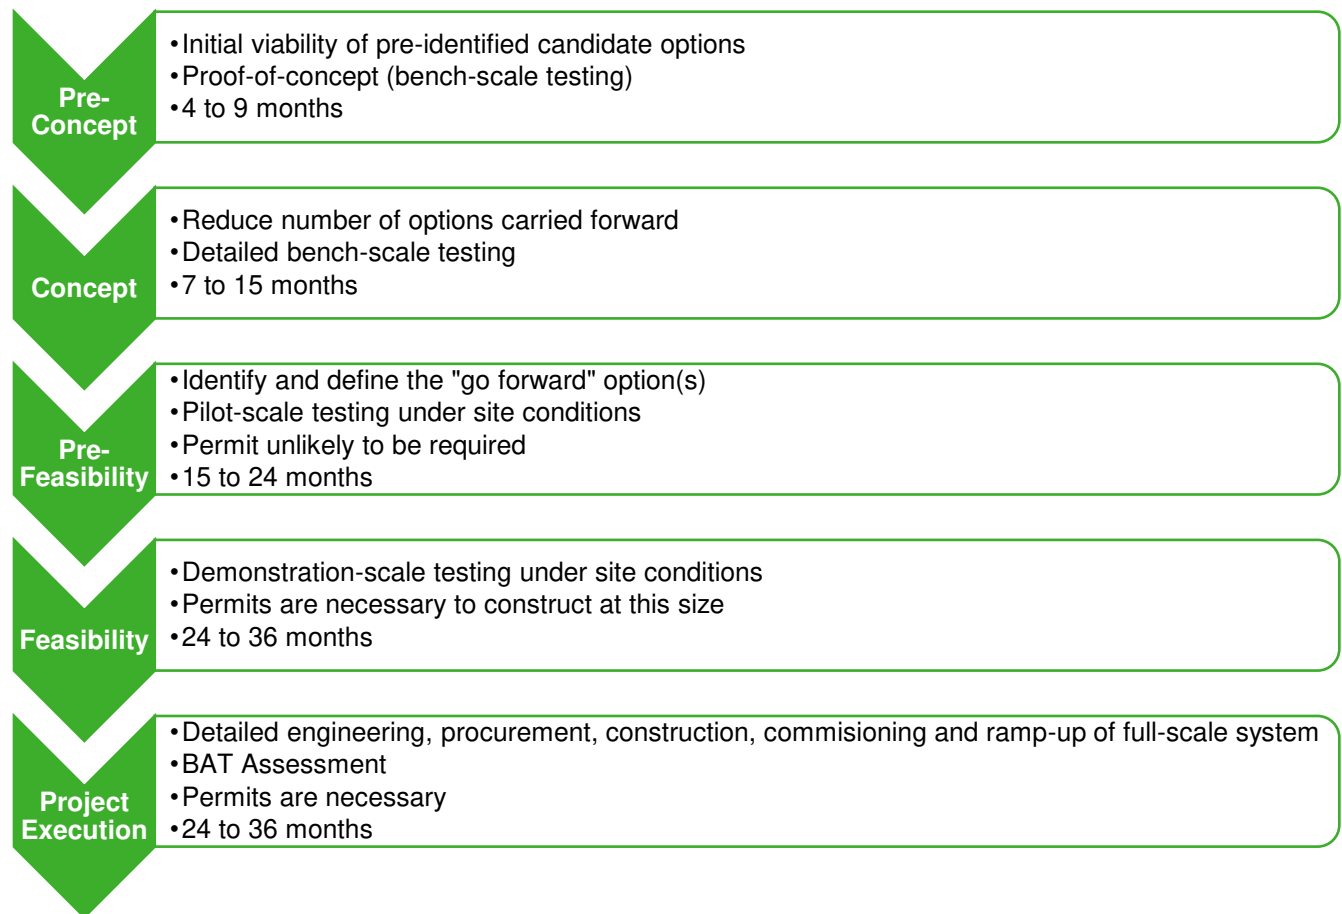 Pre-
Concept
•Initial viability of pre-identified candidate options
•Proof-of-concept (bench-scale testing)
•4 to 9 months
Concept
•Reduce number of options carried forward
•Detailed bench-scale testing
•7 to 15 months
Pre-
Feasibility
•Identify and define the "go forward" option(s)
•Pilot-scale testing under site conditions
•Permit unlikely to be required
•15 to 24 months
Feasibility
•Demonstration-scale testing under site conditions
•Permits are necessary to construct at this size
•24 to 36 months
Project
Execution
•Detailed engineering, procurement, construction, commisioning and ramp-up of full-scale system
•BAT Assessment
•Permits are necessary
•24 to 36 months